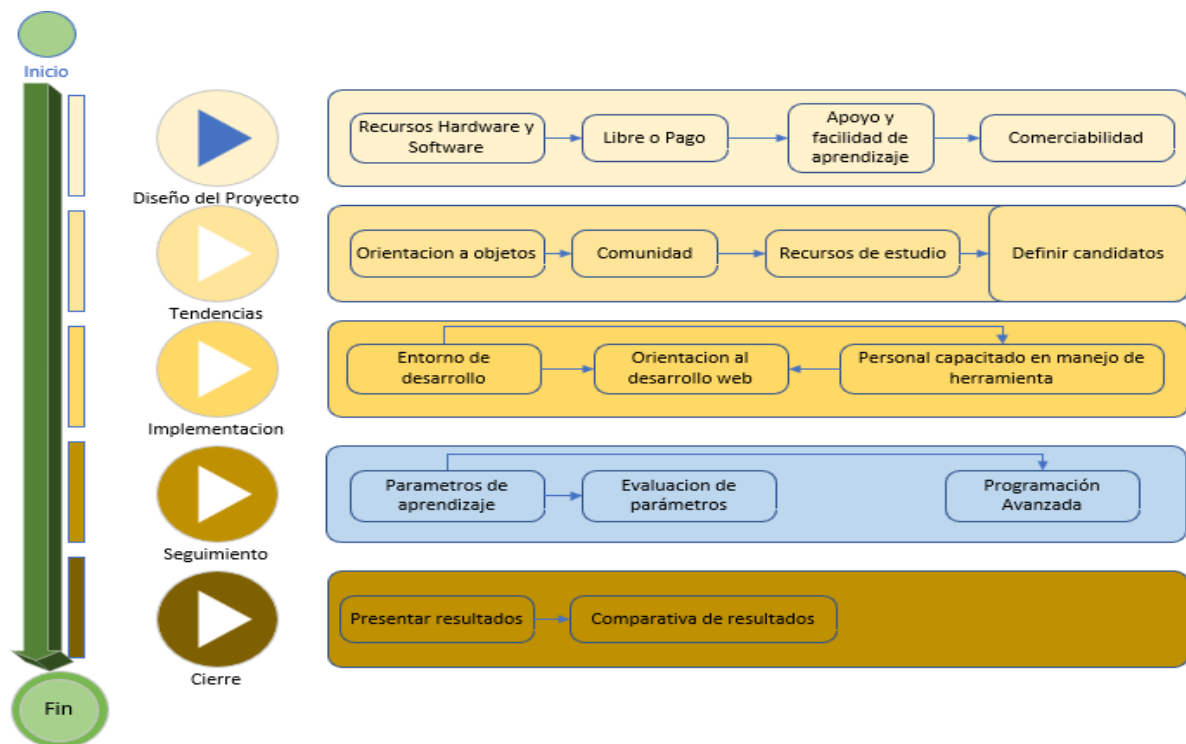 Inicio
Recursos Hardware y
Software
Libre o Pago
Apoyo y
facilidad de
aprendizaje
Comerciabilidad
Diseño del Proyecto
Orientacion a objetos
Comunidad
Recursos de estudio
Definir candidatos
Tendencias
Entorno de
desarrollo
Orientacion al
desarrollo web
Personal capacitado en manejo de
herramienta
Implementacion
Parametros de
aprendizaje
Evaluacion de
parámetros
Programación
Avanzada
Seguimiento
Presentar resultados
Comparativa de resultados
Cierre
Fin